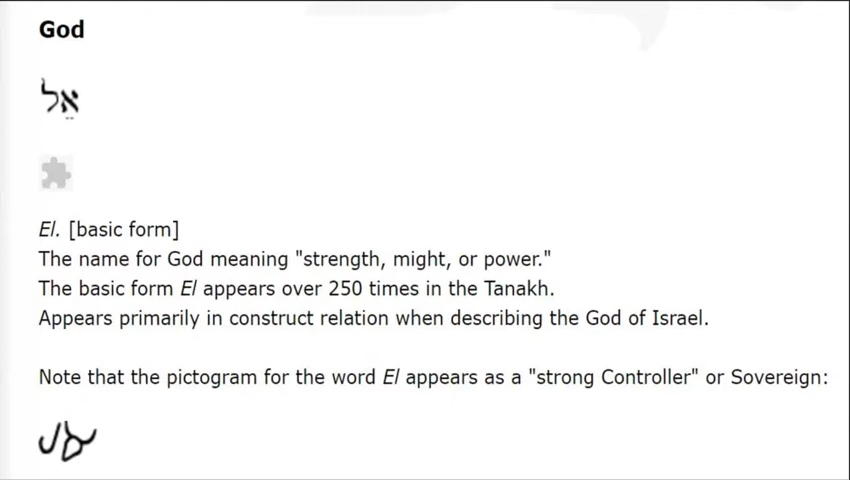 God
אֵל
El. [basic form]
The name for God meaning "strength, might, or power."
The basic form El appears over 250 times in the Tanakh.
Appears primarily in construct relation when describing the God of Israel.
Note that the pictogram for the word El appears as a "strong Controller" or Sovereign: